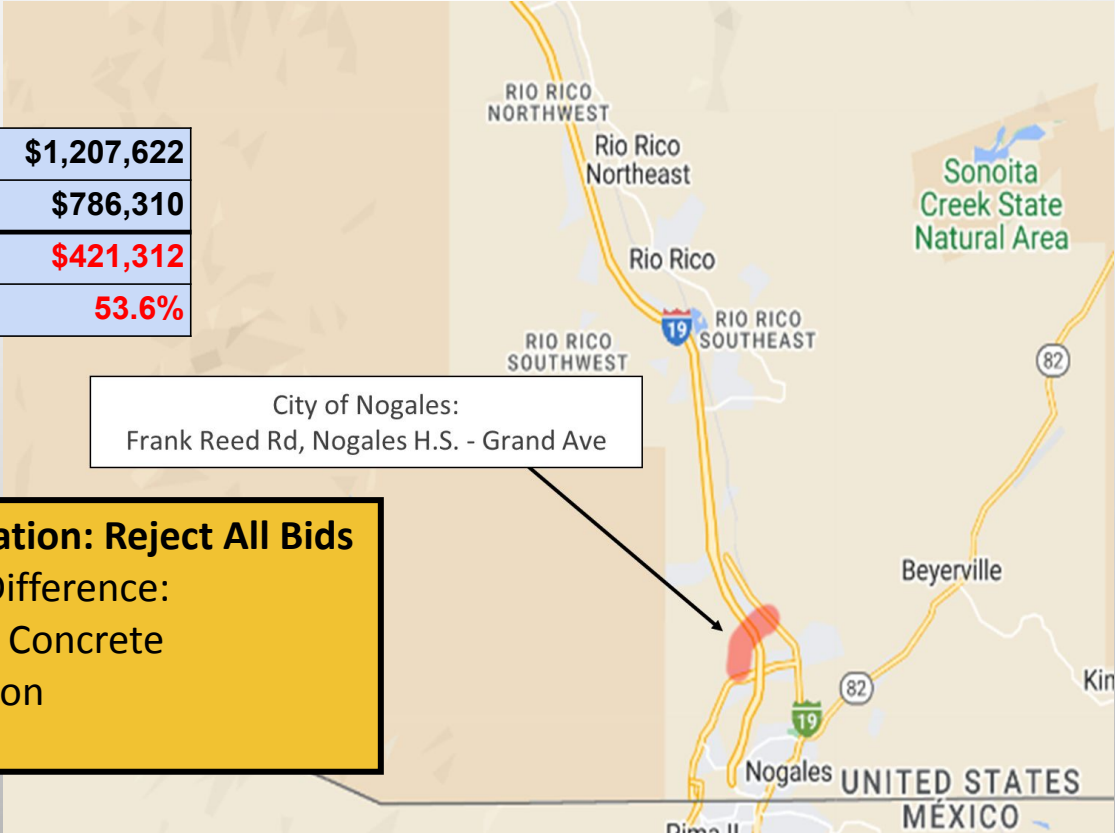 RIO RICO
NORTHWEST
$1,207,622
$786,310
$421,312
53.6%
Rio Rico
Northeast
Sonoita
Creek State
Natural Area
Rio Rico
19
RIO RICO
SOUTHEAST
RIO RICO
SOUTHWEST
82
City of Nogales:
Frank Reed Rd, Nogales H.S. - Grand Ave
ation: Reject All Bids
Difference:
Concrete
on
Beyerville
82
Kin
19
Nogales
UNITED STATES
MÉXICO